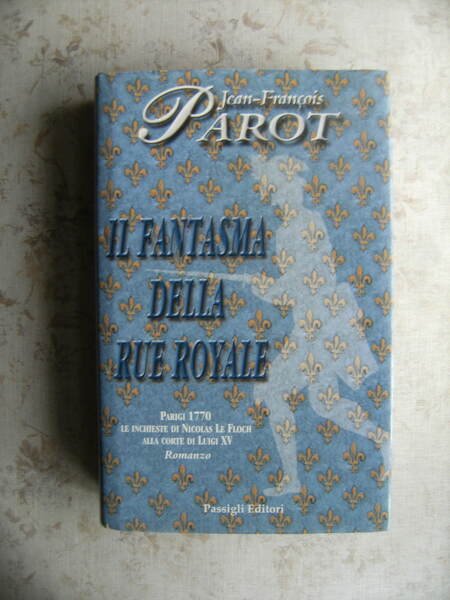 Jean-François
PAROT
IL FANTASMA
DELLA
RUE ROYALE
PARIGI 1770
LE INCHIESTE DI NICOLAS LE FLOCH
ALLA CORTE DI LUIGI XV
Romanzo
Passigli Editori